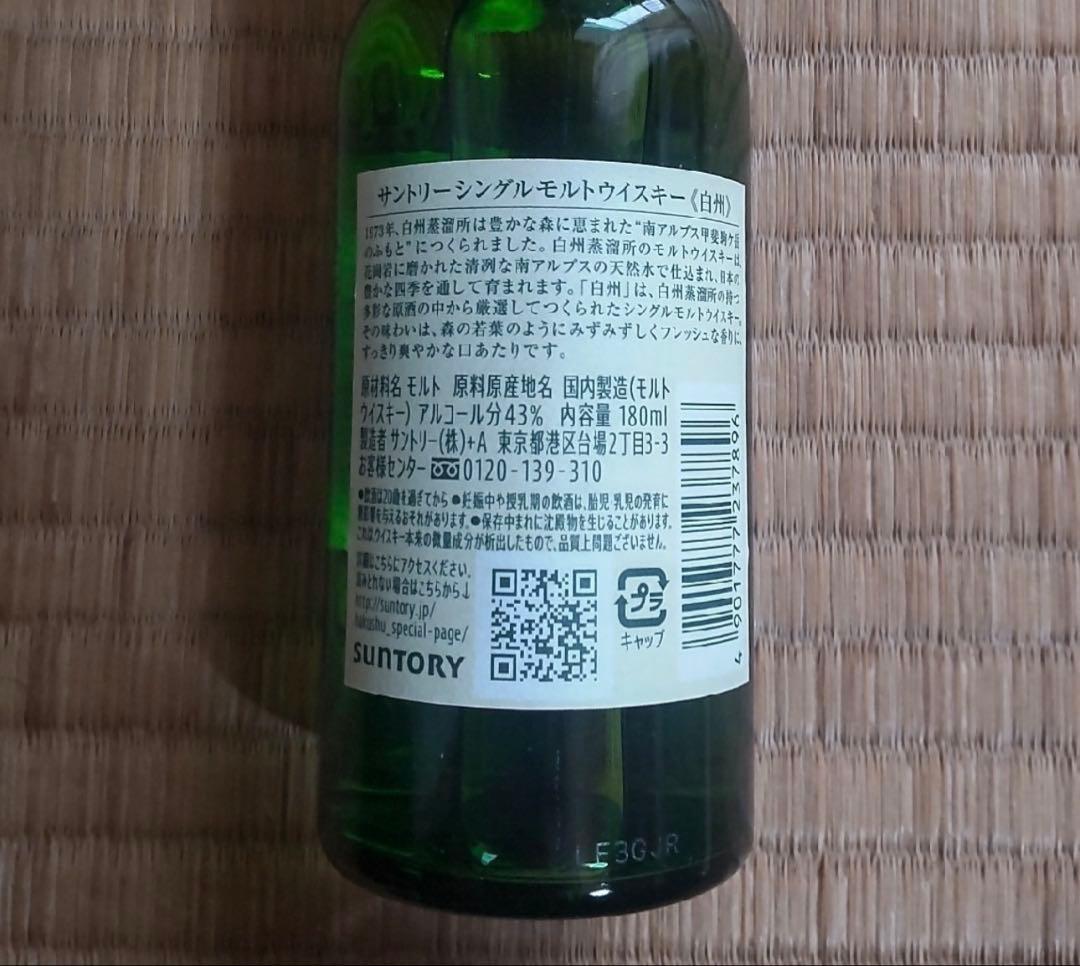 サントリーシングルモルトウイスキー《白州》
1973年、白州蒸溜所は豊かな森に恵まれた“南アルプス甲斐駒ケ岳
のふもと”につくられました。白州蒸溜所のモルトウイスキーは、
花崗岩に磨かれた清冽な南アルプスの天然水で仕込まれ、日本の
豊かな四季を通して育まれます。「白州」は、白州蒸溜所の持つ
多彩な原酒の中から厳選してつくられたシングルモルトウイスキー。
その味わいは、森の若葉のようにみずみずしくフレッシュな香りに、
すっきり爽やかな口あたりです。
原材料名 モルト 原料原産地名 国内製造(モルト
ウイスキー) アルコール分43% 内容量 180ml
製造者 サントリー(株)+A 東京都港区台場2丁目3-3
お客様センター 0120-139-310
●飲酒は20歳を過ぎてから ●妊娠中や授乳期の飲酒は、胎児・乳児の発育に
悪影響を与えるおそれがあります。●保存中まれに沈殿物を生じることがあります。
これはウイスキー本来の微量成分が析出したもので、品質上問題ございません。
詳細はこちらにアクセスください。
読みとれない場合はこちらから↓
http://suntory.jp/
hakushu_special-page/
SUNTORY
プラ
キャップ
4 901777 237896
LE3GJR